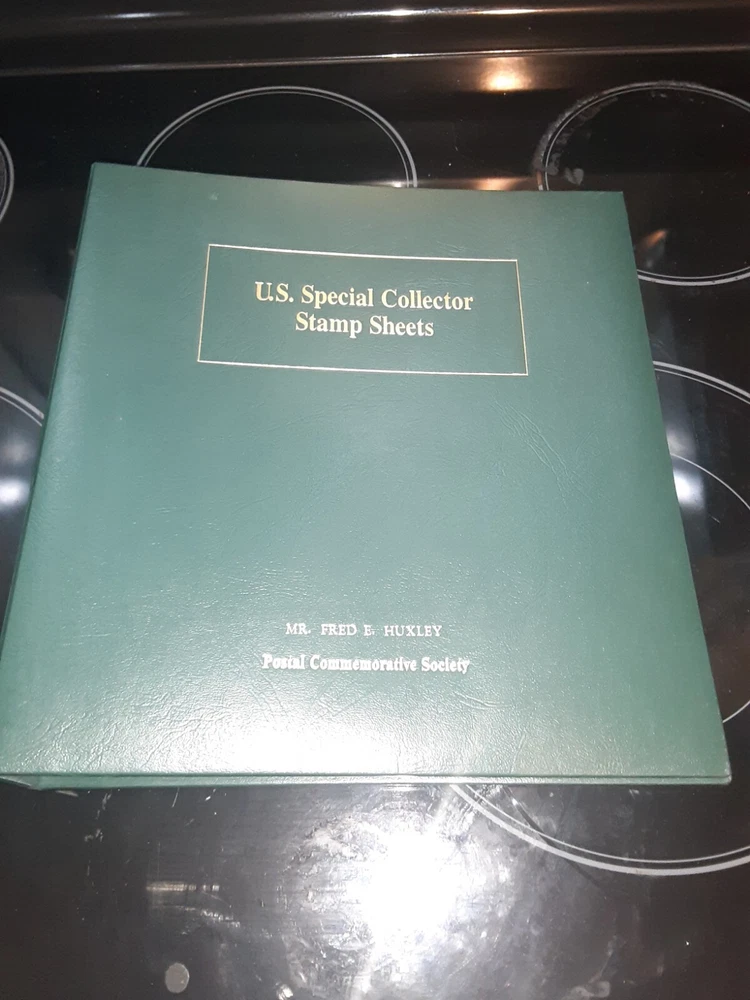 U.S. Special Collector
Stamp Sheets
MR. FRED E. HUXLEY
Postal Commemorative Society